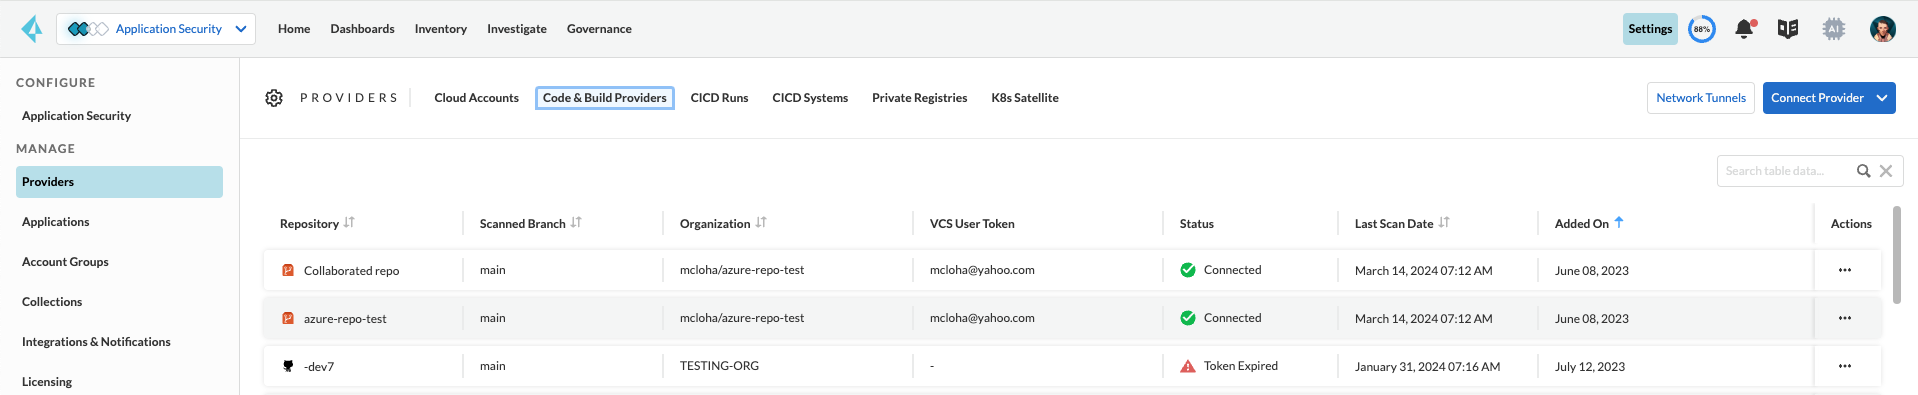 Application Security
Home Dashboards Inventory Investigate Governance
Settings 88% AI
CONFIGURE
Application Security
MANAGE
Providers
Applications
Account Groups
Collections
Integrations & Notifications
Licensing
PROVIDERS Cloud Accounts Code & Build Providers CICD Runs CICD Systems Private Registries K8s Satellite
Network Tunnels Connect Provider
Search table data...
Repository Scanned Branch Organization VCS User Token Status Last Scan Date Added On Actions
Collaborated repo main mcloha/azure-repo-test mcloha@yahoo.com Connected March 14, 2024 07:12 AM June 08, 2023
azure-repo-test main mcloha/azure-repo-test mcloha@yahoo.com Connected March 14, 2024 07:12 AM June 08, 2023
-dev7 main TESTING-ORG - Token Expired January 31, 2024 07:16 AM July 12, 2023